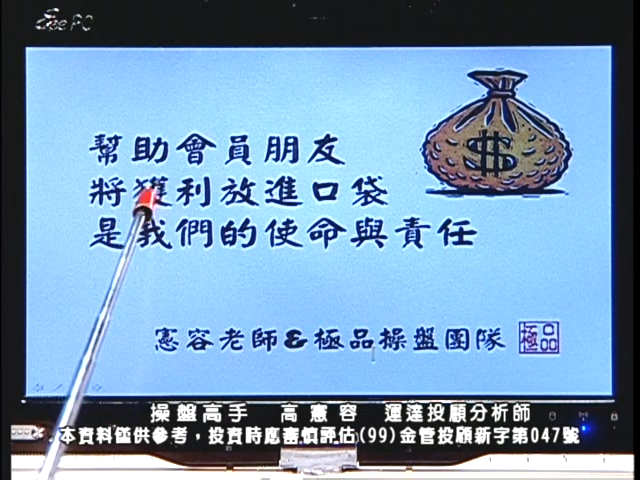 Eee PC
幫助會員朋友
將獲利放進口袋
是我們的使命與責任
$
憲容老師&極品操盤團隊 極品
操盤高手 高憲容 運達投顧分析師
本資料僅供參考，投資時應審慎評估(99)金管投顧新字第047號